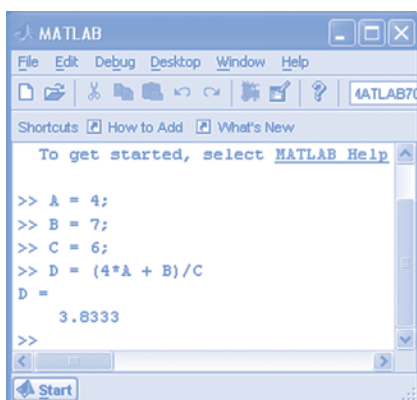 MATLAB
File Edit Debug Desktop Window Help
Shortcuts How to Add What's New
To get started, select MATLAB Help
>> A = 4;
>> B = 7;
>> C = 6;
>> D = (4*A + B)/C
D =
3.8333
>>
Start